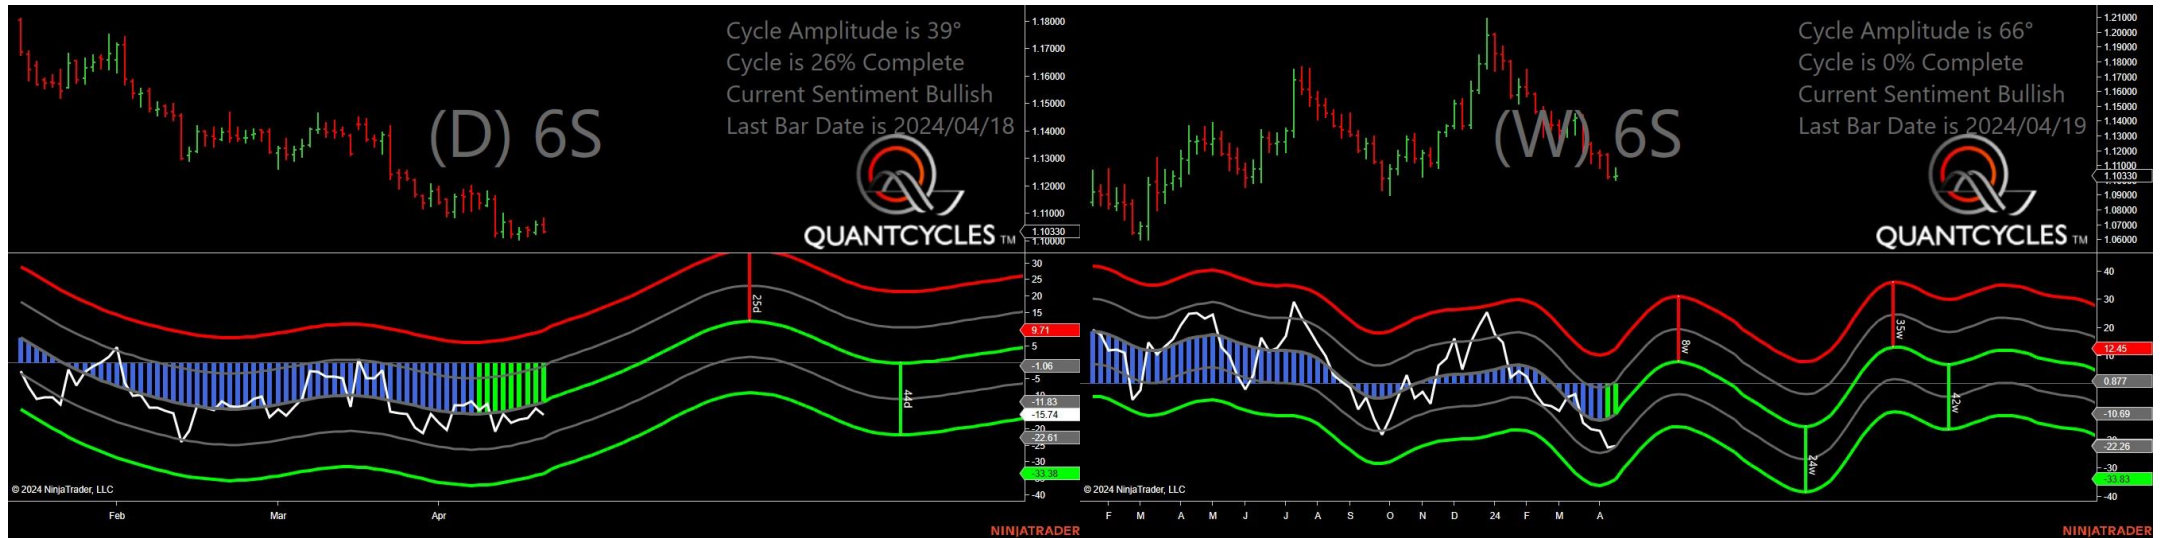 Cycle Amplitude is 39°
Cycle is 26% Complete
Current Sentiment Bullish
Last Bar Date is 2024/04/18
(D) 6S
QUANTCYCLES TM
1.18000
1.17000
1.16000
1.15000
1.14000
1.13000
1.12000
1.11000
1.10330
1.10000
30
25
20
15
9.71
5
-1.06
-5
-11.83
-15.74
-20
-22.61
-25
-30
-33.38
-40
25d
44d
© 2024 NinjaTrader, LLC
Feb
Mar
Apr
NINJATRADER
Cycle Amplitude is 66°
Cycle is 0% Complete
Current Sentiment Bullish
Last Bar Date is 2024/04/19
(W) 6S
QUANTCYCLES TM
1.21000
1.20000
1.19000
1.18000
1.17000
1.16000
1.15000
1.14000
1.13000
1.12000
1.11000
1.10330
1.09000
1.08000
1.07000
1.06000
40
30
20
12.45
10
0.877
-10.69
-22.26
-30
-33.83
-40
8w
35w
24w
42w
© 2024 NinjaTrader, LLC
F M A M J J A S O N D 24 F M A
NINJATRADER